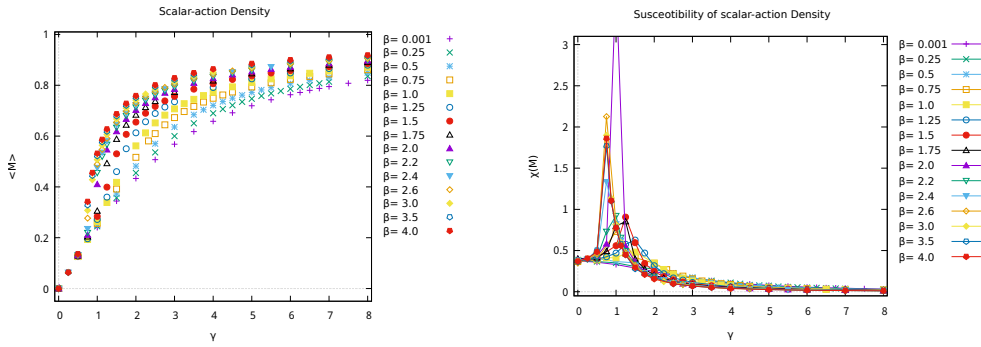 Scalar-action Density
<M>
1
0.8
0.6
0.4
0.2
0
0 1 2 3 4 5 6 7 8
γ
β= 0.001
β= 0.25
β= 0.5
β= 0.75
β= 1.0
β= 1.25
β= 1.5
β= 1.75
β= 2.0
β= 2.2
β= 2.4
β= 2.6
β= 3.0
β= 3.5
β= 4.0
Susceotibility of scalar-action Density
χ(M)
3
2.5
2
1.5
1
0.5
0
0 1 2 3 4 5 6 7 8
γ
β= 0.001
β= 0.25
β= 0.5
β= 0.75
β= 1.0
β= 1.25
β= 1.5
β= 1.75
β= 2.0
β= 2.2
β= 2.4
β= 2.6
β= 3.0
β= 3.5
β= 4.0